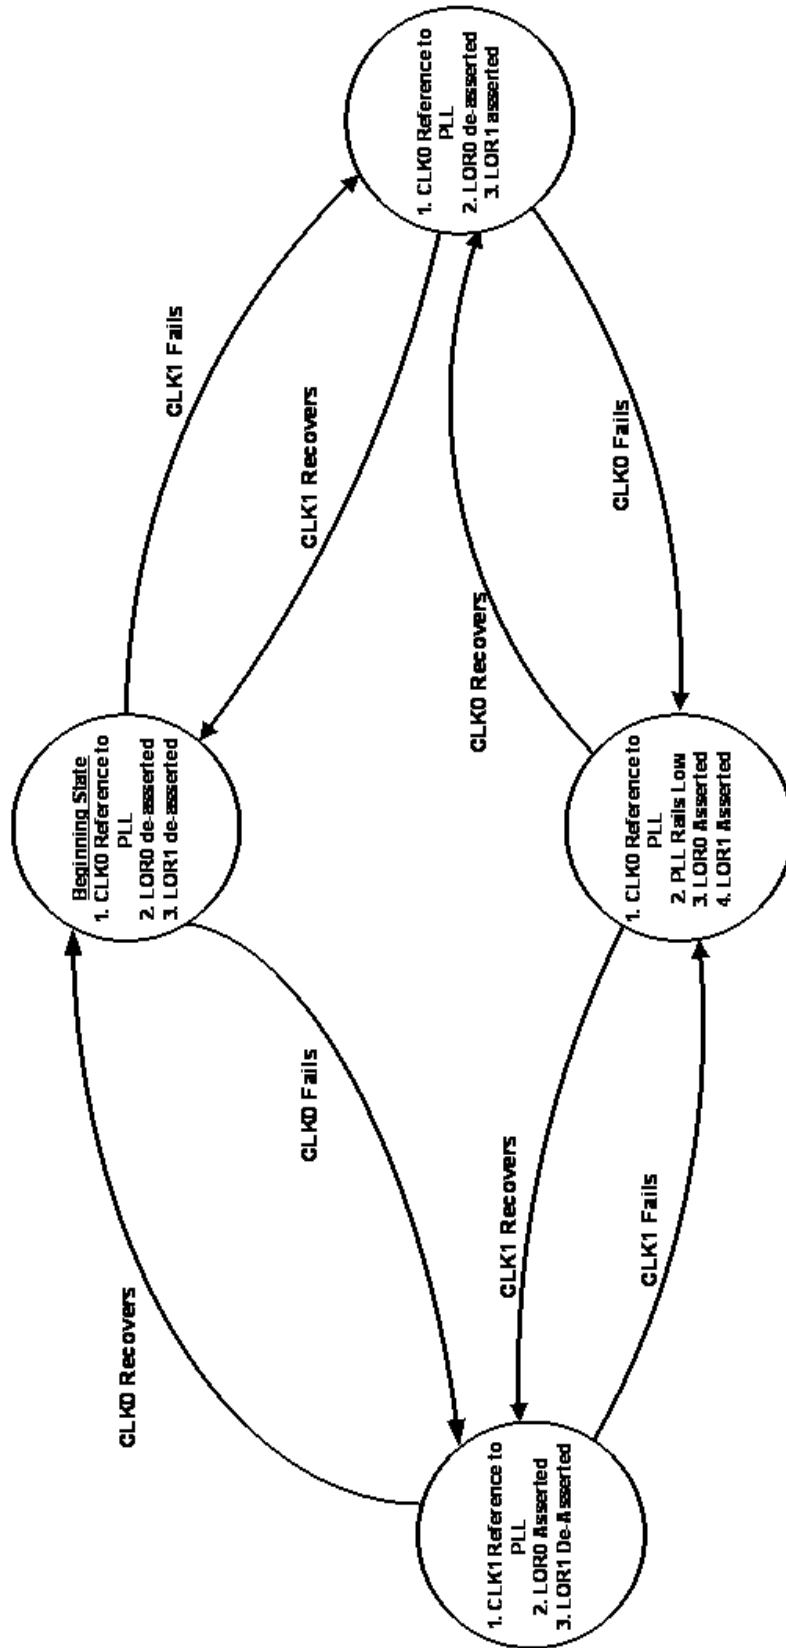 Beginning State
1. CLK0 Reference to
PLL
2. LOR0 de-asserted
3. LOR1 de-asserted
CLK0 Recovers
CLK0 Fails
CLK1 Recovers
CLK1 Fails
1. CLK1 Reference to
PLL
2. LOR0 Asserted
3. LOR1 De-Asserted
CLK1 Recovers
CLK1 Fails
CLK0 Recovers
CLK0 Fails
1. CLK0 Reference to
PLL
2. LOR0 de-asserted
3. LOR1 asserted
1. CLK0 Reference to
PLL
2. PLL Rails Low
3. LOR0 Asserted
4. LOR1 Asserted